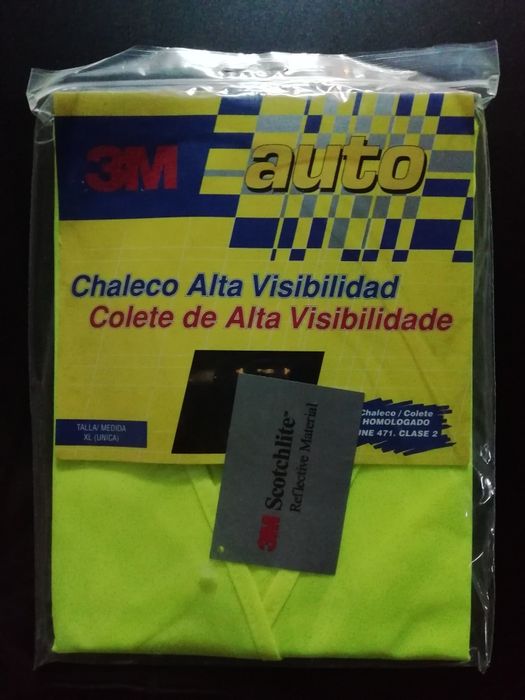 3M auto
Chaleco Alta Visibilidad
Colete de Alta Visibilidade
TALLA/ MEDIDA
XL (UNICA)
Chaleco / Colete
HOMOLOGADO
UNE 471. CLASE 2
3M Scotchlite™
Reflective Material